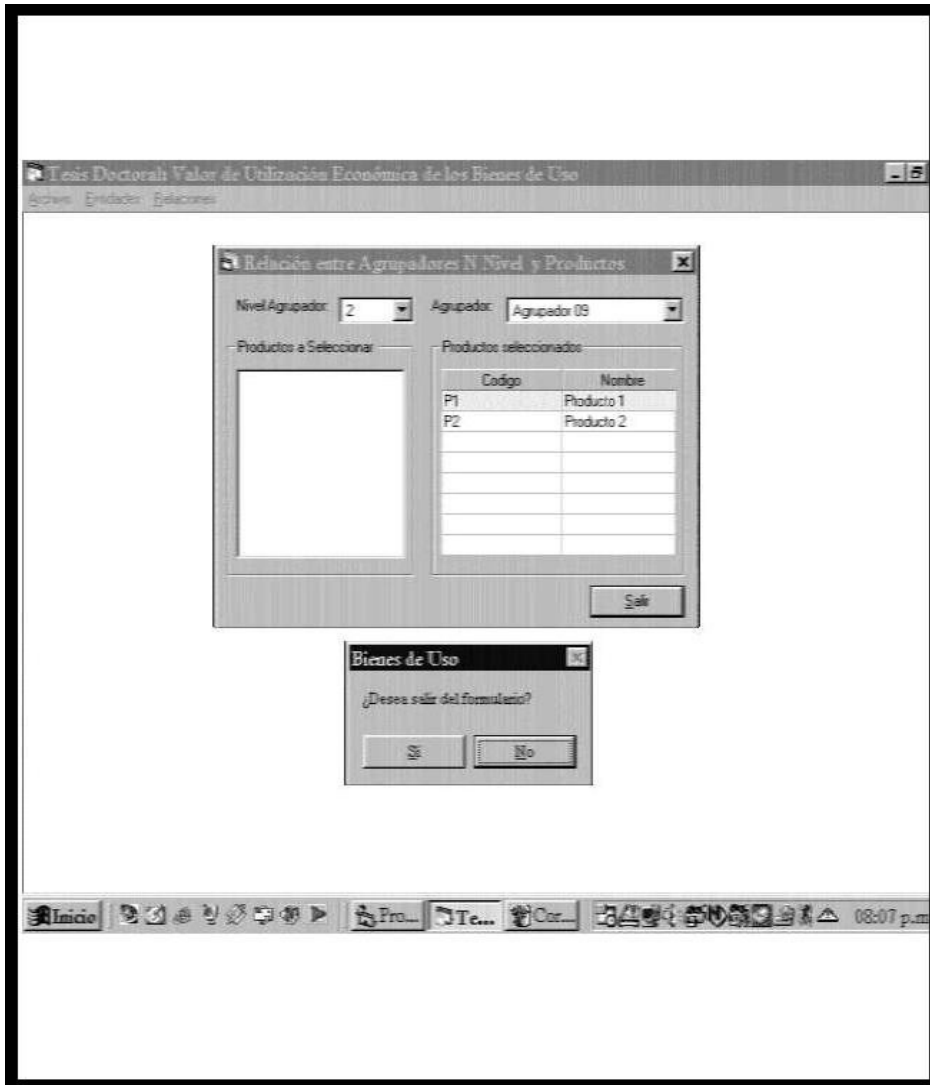 Tesis Doctoral: Valor de Utilización Económica de los Bienes de Uso
Archivo Entidades Relaciones
Relación entre Agrupadores N Nivel y Productos
Nivel Agrupador: 2 Agrupador: Agrupador 09
Productos a Seleccionar Productos seleccionados
Codigo Nombre
P1 Producto 1
P2 Producto 2
Salir
Bienes de Uso
¿Desea salir del formulario?
Sí No
Inicio Pro... Te... Cor... 08:07 p.m